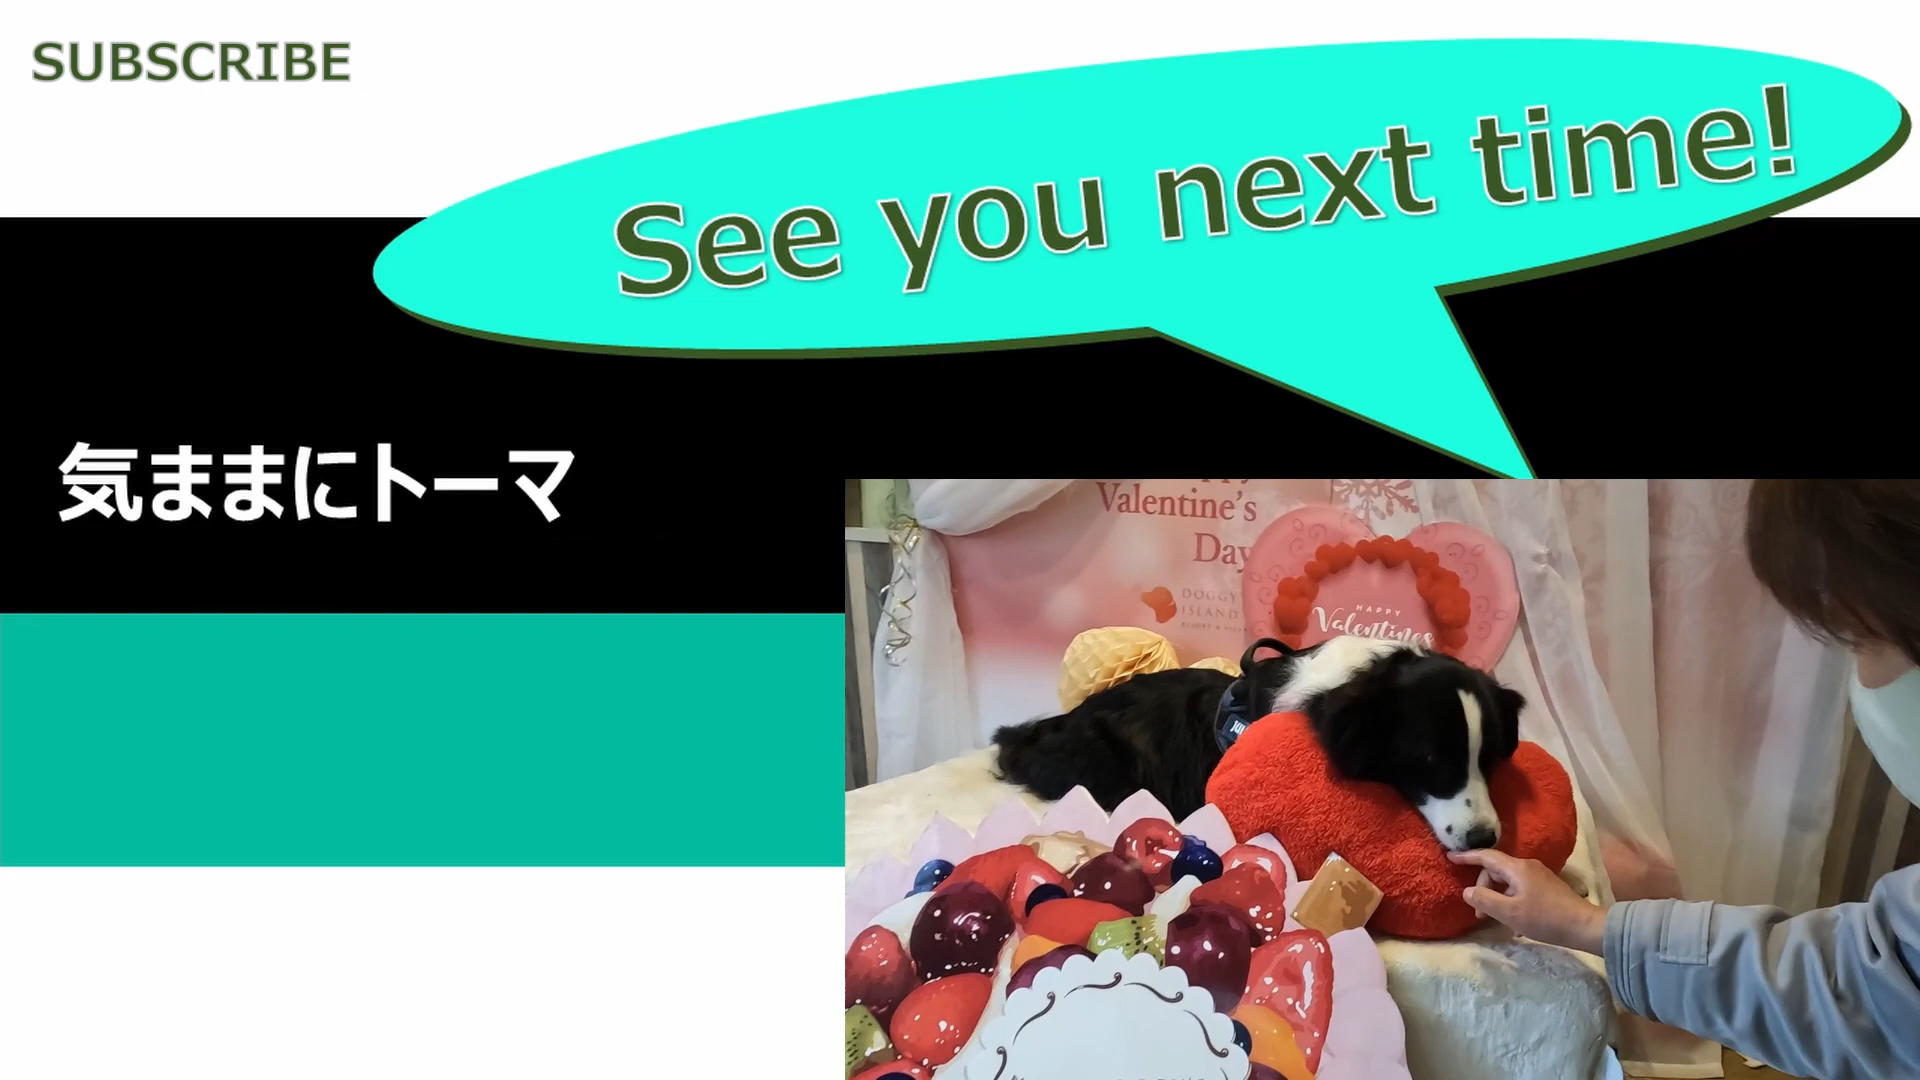 SUBSCRIBE
See you next time!
気ままにトーマ
Valentine's
Day
DOGGY
ISLAND
HAPPY
Valentines